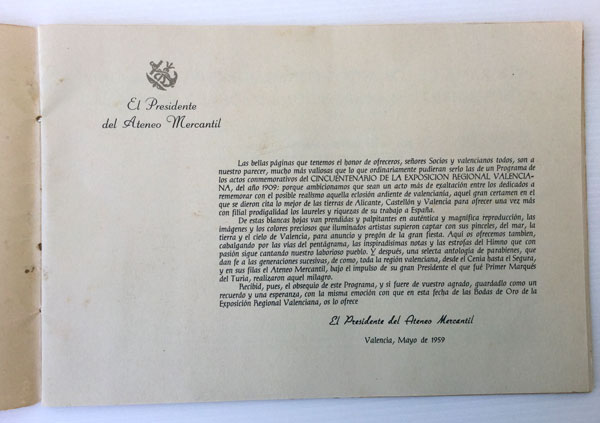 El Presidente
del Ateneo Mercantil
Las bellas páginas que tenemos el honor de ofreceros, señores Socios y valencianos todos, son a
nuestro parecer, mucho más valiosas que lo que ordinariamente pudieran serlo las de un Programa de
los actos conmemorativos del CINCUENTENARIO DE LA EXPOSICION REGIONAL VALENCIA-
NA, del año 1909: porque ambicionamos que sean un acto más de exaltación entre los dedicados a
rememorar con el posible realismo aquella eclosión ardiente de valencianía, aquel gran certamen en el
que se dieron cita lo mejor de las tierras de Alicante, Castellón y Valencia para ofrecer una vez más
con filial prodigalidad los laureles y riquezas de su trabajo a España.
De estas blancas hojas van prendidas y palpitantes en auténtica y magnífica reproducción, las
imágenes y los colores preciosos que iluminados artistas supieron captar con sus pinceles, del mar, la
tierra y el cielo de Valencia, para anuncio y pregón de la gran fiesta. Aquí os ofrecemos también,
cabalgando por las vías del pentágrama, las inspiradísimas notas y las estrofas del Himno que con
pasión sigue cantando nuestro laborioso pueblo. Y después, una selecta antología de parabienes, que
dan fe a las generaciones sucesivas, de como, toda la región valenciana, desde el Cenia hasta el Segura,
y en sus filas el Ateneo Mercantil, bajo el impulso de su gran Presidente el que fué Primer Marqués
del Turia, realizaron aquel milagro.
Recibid, pues, el obsequio de este Programa, y si fuere de vuestro agrado, guardadlo como un
recuerdo y una esperanza, con la misma emoción con que en esta fecha de las Bodas de Oro de la
Exposición Regional Valenciana, os lo ofrece
El Presidente del Ateneo Mercantil
Valencia, Mayo de 1959